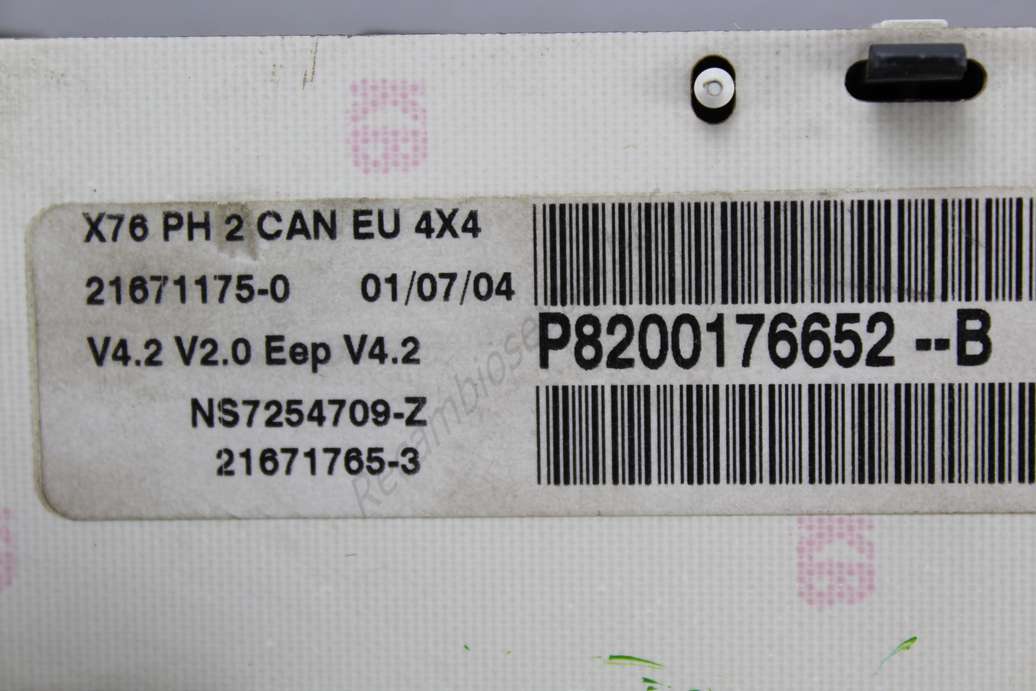 X76 PH 2 CAN EU 4X4
21671175-0 01/07/04
V4.2 V2.0 Eep V4.2
NS7254709-Z
21671765-3
P8200176652 --B